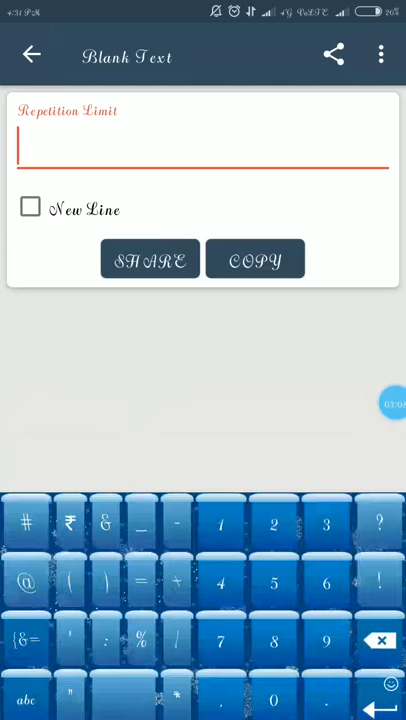 4:31 PM 4G VoLTE 20%
Blank Text
Repetition Limit
New Line
SHARE COPY
# ₹ & _ - 1 2 3 ?
@ ( ) = + 4 5 6 !
{&= ' : % / 7 8 9
abc " * , 0 .